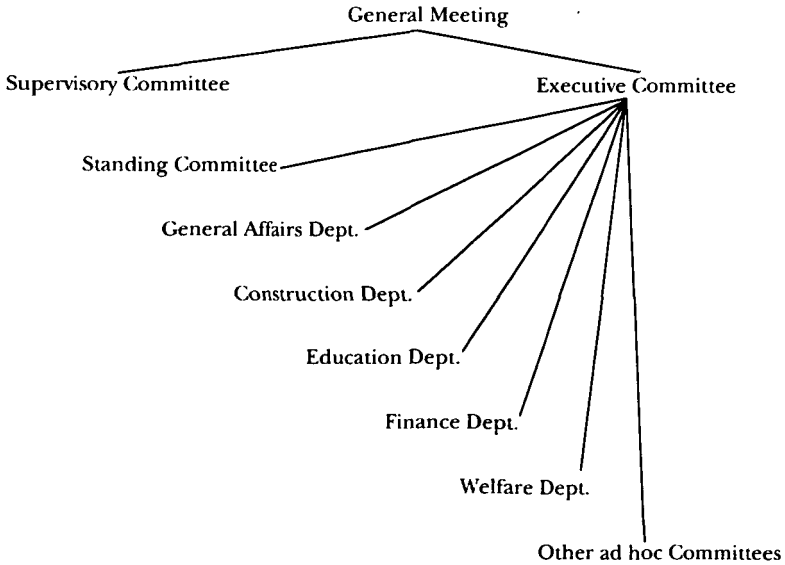 General Meeting
Supervisory Committee
Executive Committee
Standing Committee
General Affairs Dept.
Construction Dept.
Education Dept.
Finance Dept.
Welfare Dept.
Other ad hoc Committees